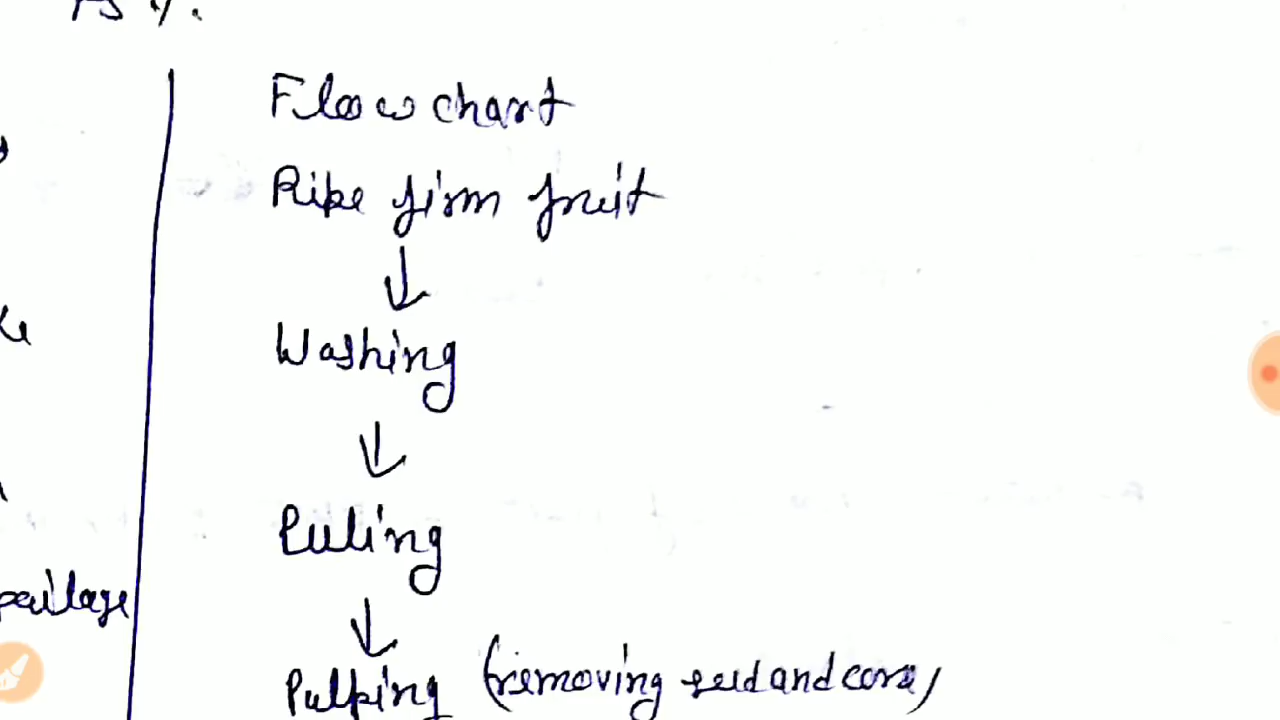 Flow chart
Ripe firm fruit
↓
Washing
↓
Peeling
↓
Pulping (removing seed and core)